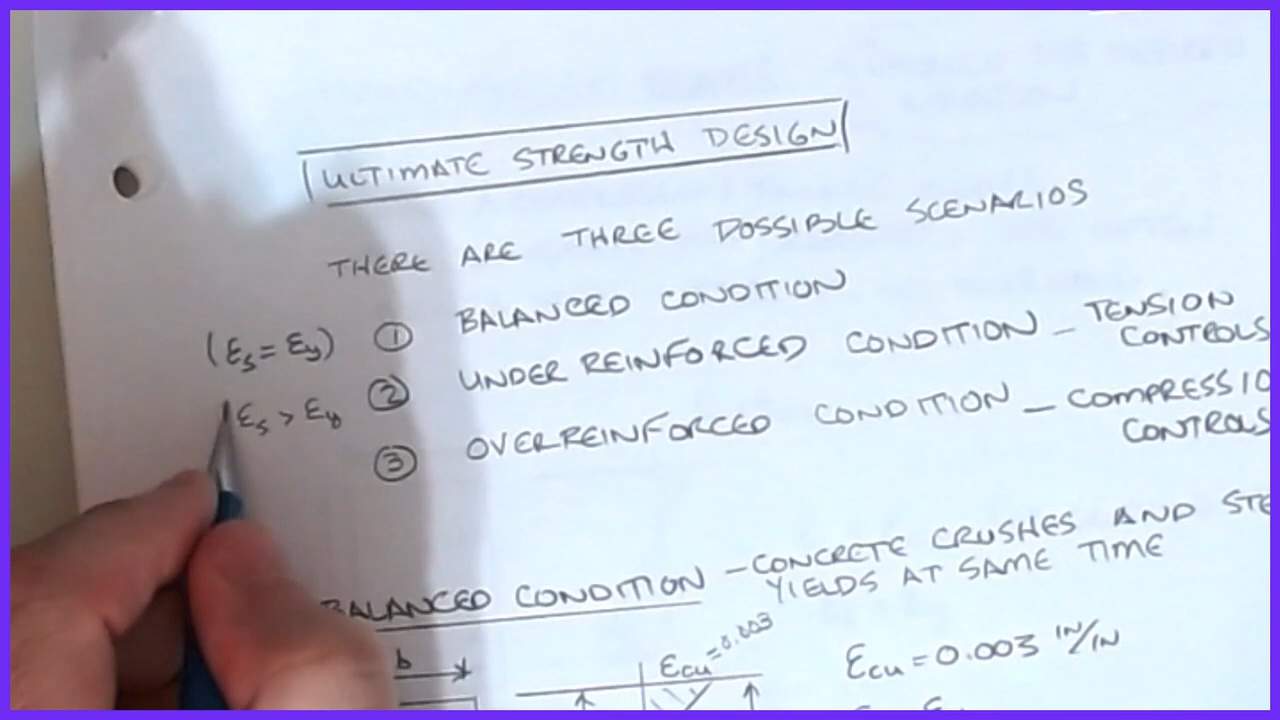 ULTIMATE STRENGTH DESIGN
THERE ARE THREE POSSIBLE SCENARIOS
(εs = εy) ① BALANCED CONDITION
εs > εy ② UNDER REINFORCED CONDITION - TENSION CONTROLS
③ OVERREINFORCED CONDITION - COMPRESSIO CONTROLS
BALANCED CONDITION - CONCRETE CRUSHES AND STE
YIELDS AT SAME TIME
b
εcu = 0.003
εcu = 0.003 IN/IN